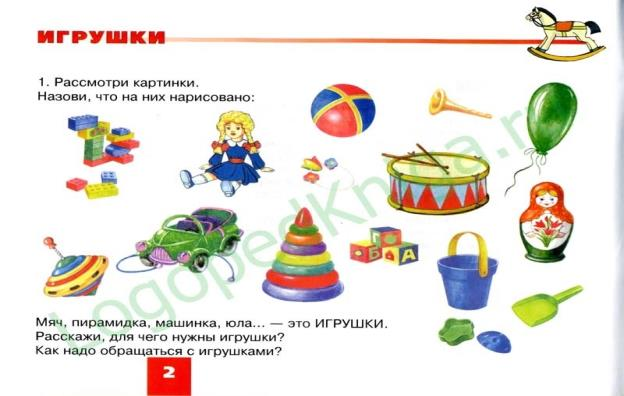 ИГРУШКИ
1. Рассмотри картинки.
Назови, что на них нарисовано:
Б А
Мяч, пирамидка, машинка, юла... — это ИГРУШКИ.
Расскажи, для чего нужны игрушки?
Как надо обращаться с игрушками?
2
LogopedKniga.r